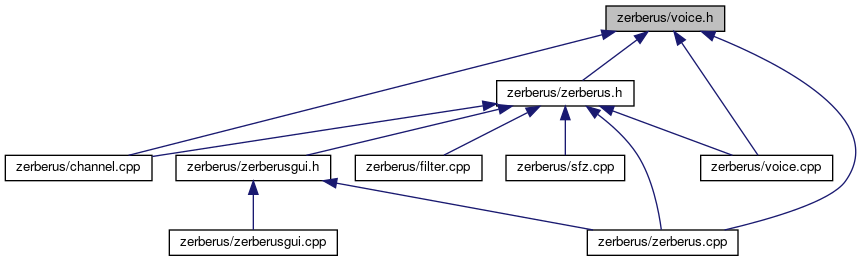 zerberus/voice.h
zerberus/zerberus.h
zerberus/channel.cpp
zerberus/zerberusgui.h
zerberus/filter.cpp
zerberus/sfz.cpp
zerberus/voice.cpp
zerberus/zerberusgui.cpp
zerberus/zerberus.cpp